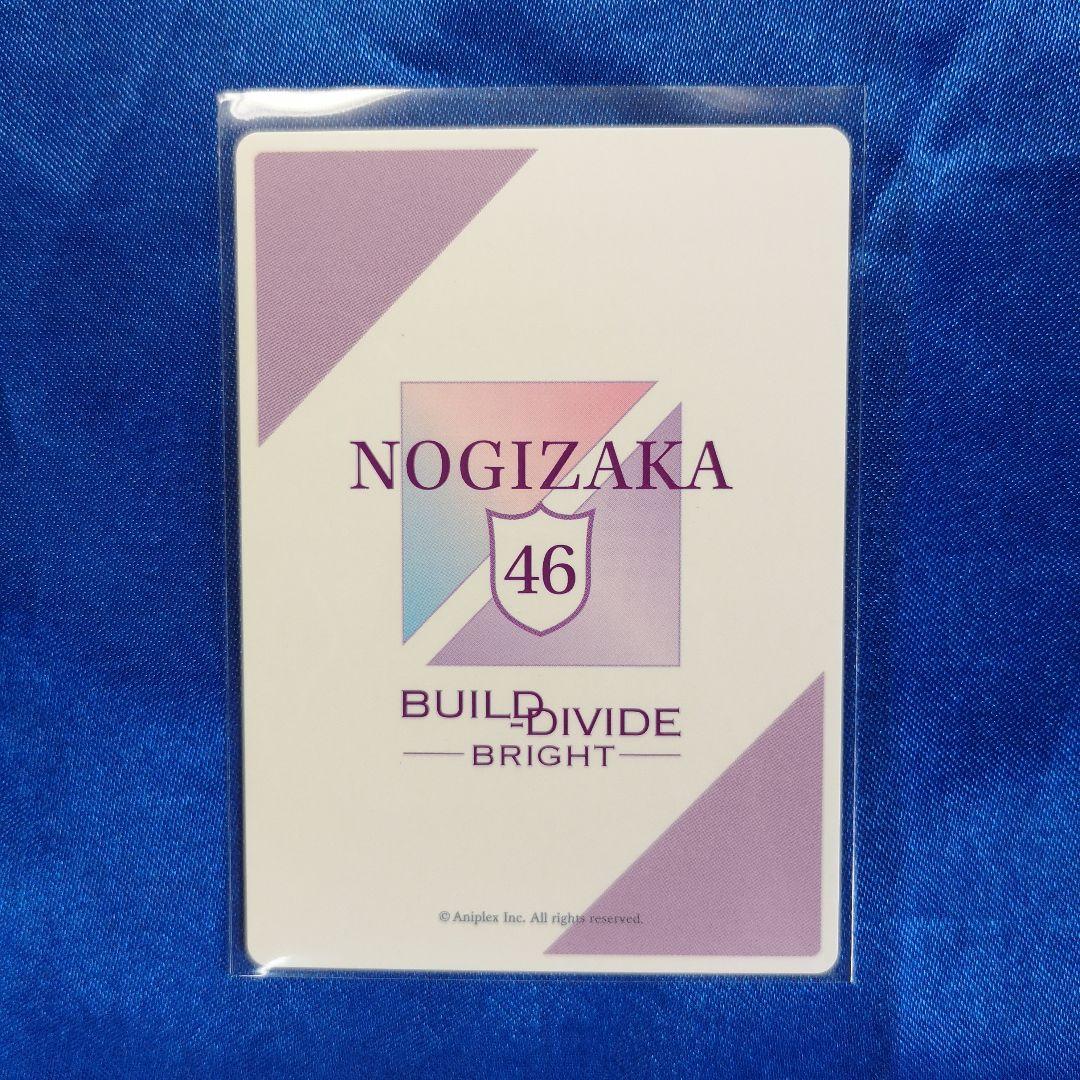 NOGIZAKA
46
BUILD-DIVIDE
BRIGHT
© Aniplex Inc. All rights reserved.